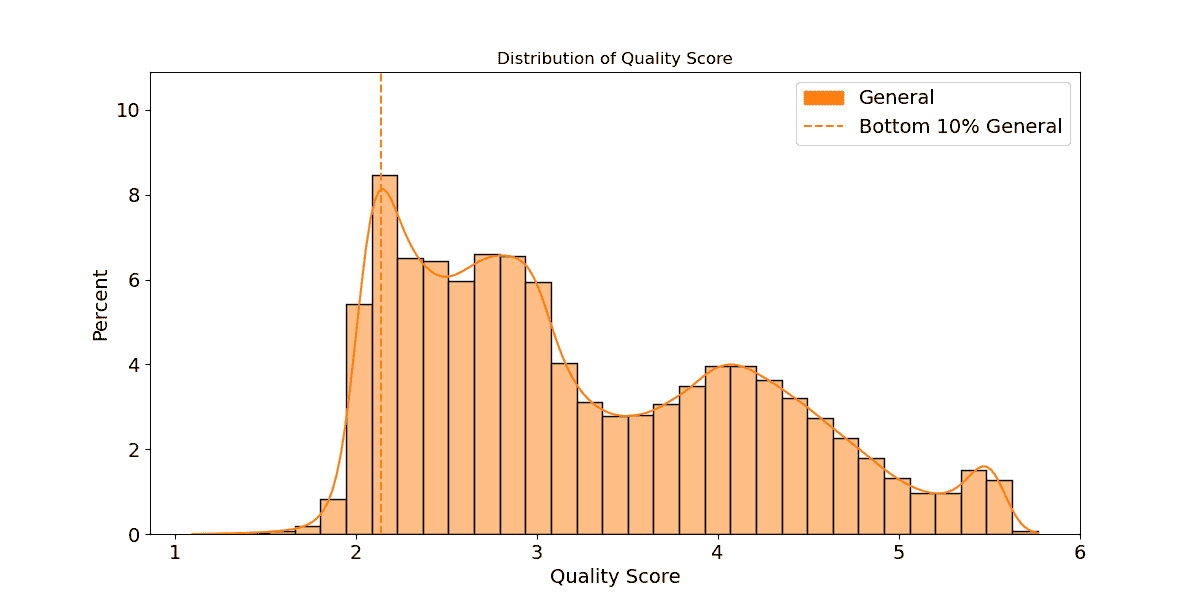 Distribution of Quality Score
General
Bottom 10% General
Percent
10
8
6
4
2
0
1 2 3 4 5 6
Quality Score